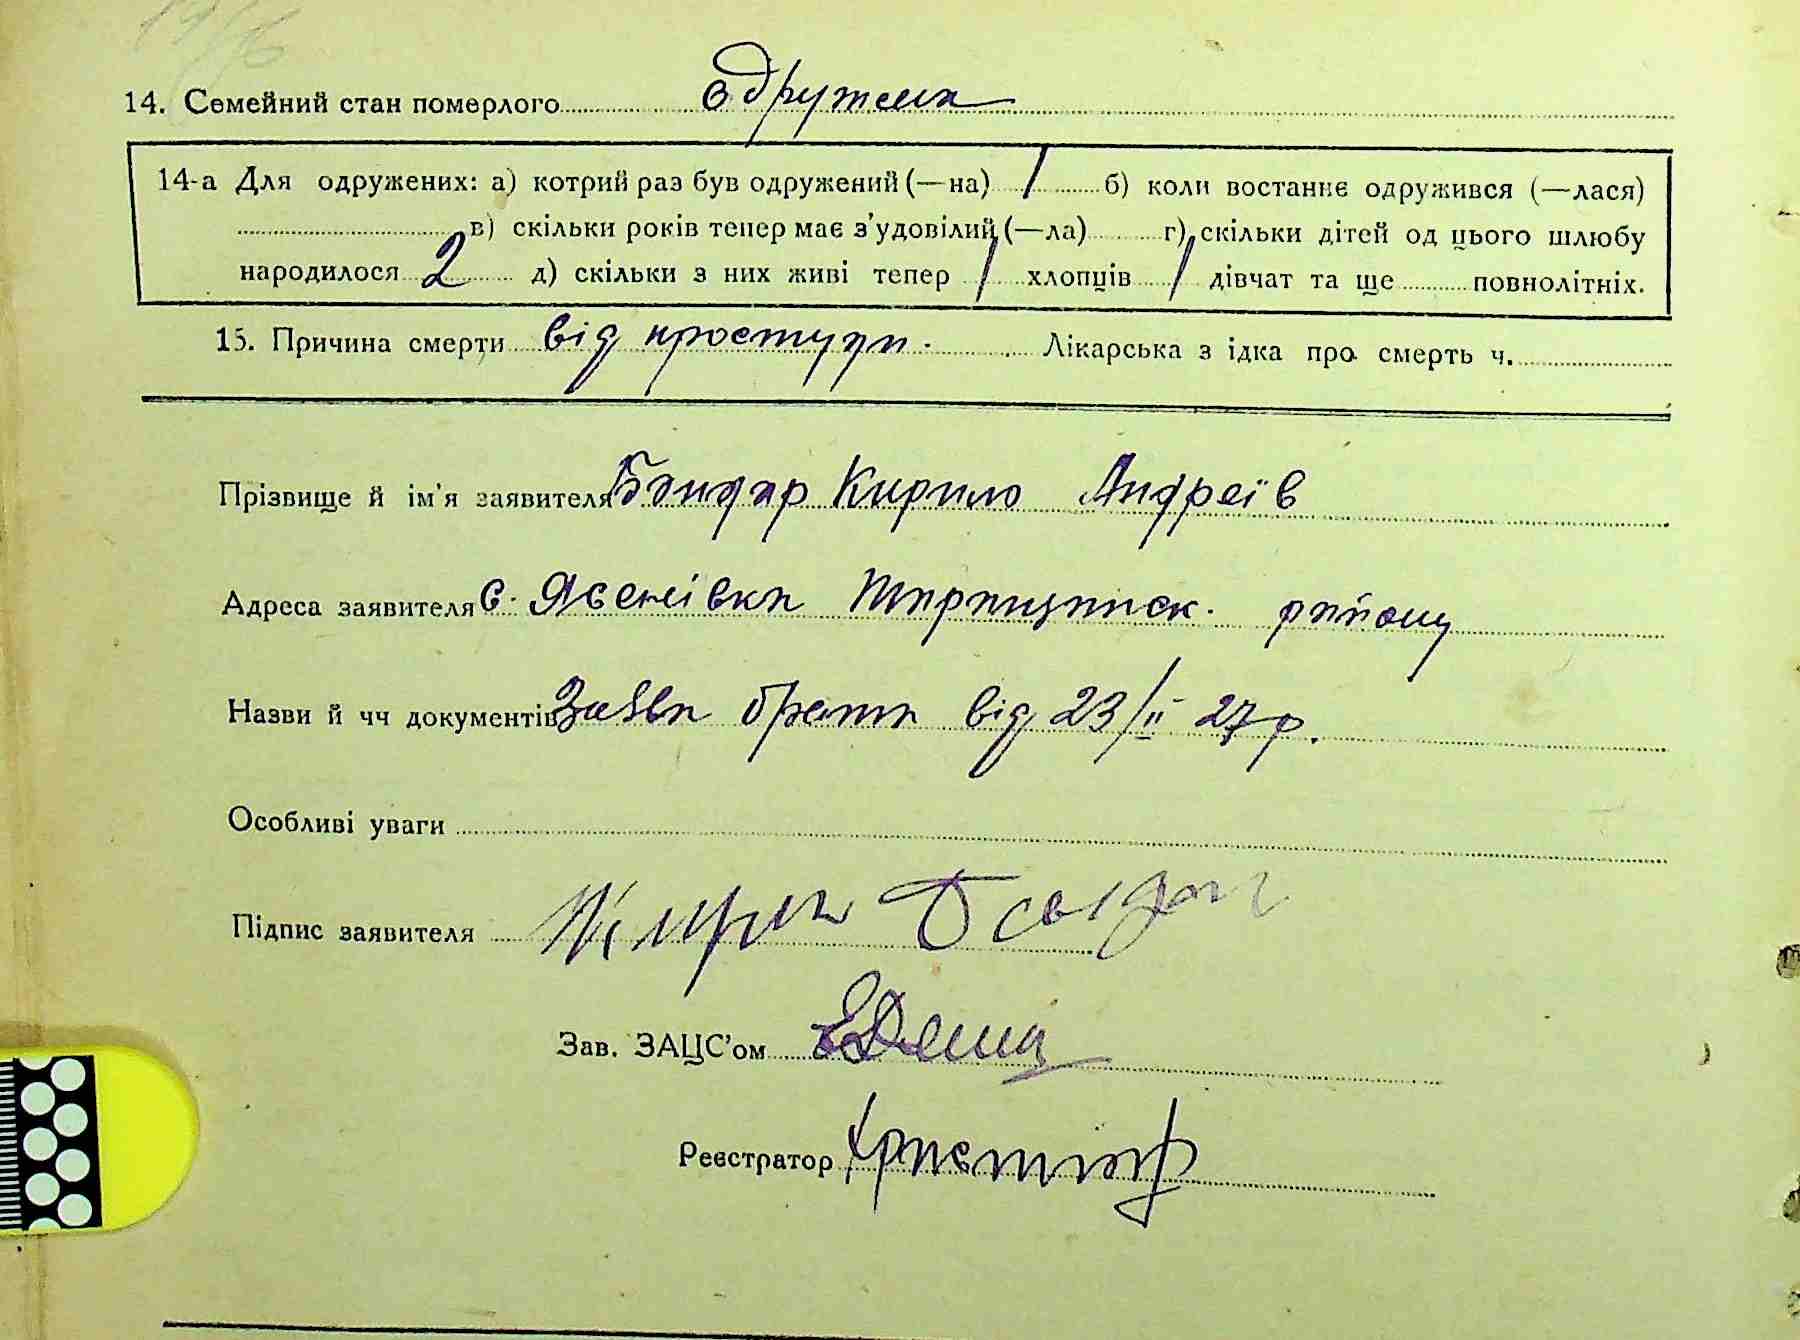 14. Семейний стан померлого одружена
14-а Для одружених: а) котрий раз був одружений (—на) 1 б) коли востаннє одружився (—лася)
в) скільки років тепер має з'удовілий (—ла) г) скільки дітей од цього шлюбу
народилося 2 д) скільки з них живі тепер 1 хлопців 1 дівчат та ще повнолітніх.
15. Причина смерти від простуди. Лікарська з ідка про смерть ч.
Прізвище й ім'я заявителя Бондар Кирило Андреїв
Адреса заявителя с. Ясенівка района
Назви й чч документів Заява брата від 23/II 27 р.
Особливі уваги
Підпис заявителя
Зав. ЗАЦС'ом
Реєстратор